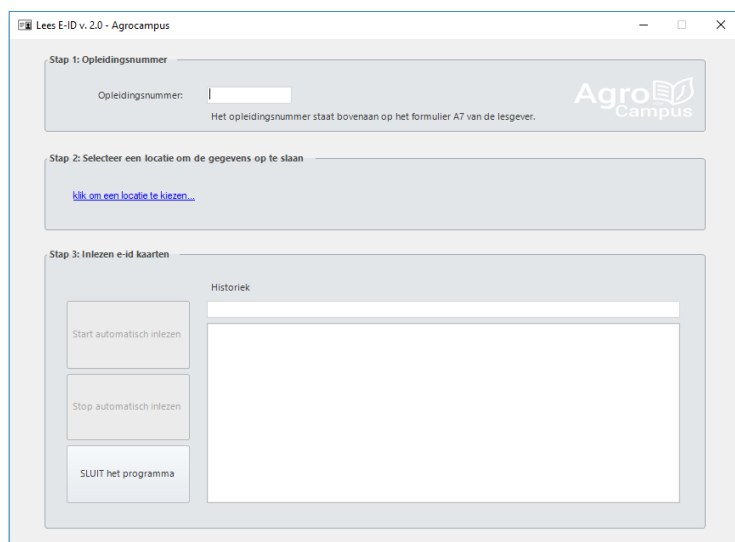 Lees E-ID v. 2.0 - Agrocampus
Stap 1: Opleidingsnummer
Opleidingsnummer:
Het opleidingsnummer staat bovenaan op het formulier A7 van de lesgever.
Agro
Campus
Stap 2: Selecteer een locatie om de gegevens op te slaan
klik om een locatie te kiezen...
Stap 3: Inlezen e-id kaarten
Historiek
Start automatisch inlezen
Stop automatisch inlezen
SLUIT het programma